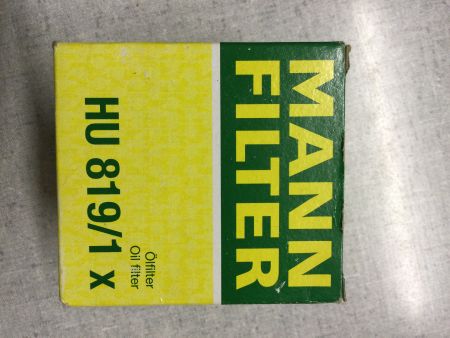 MANN
FILTER
Ölfilter
Oil filter
HU 819/1 X